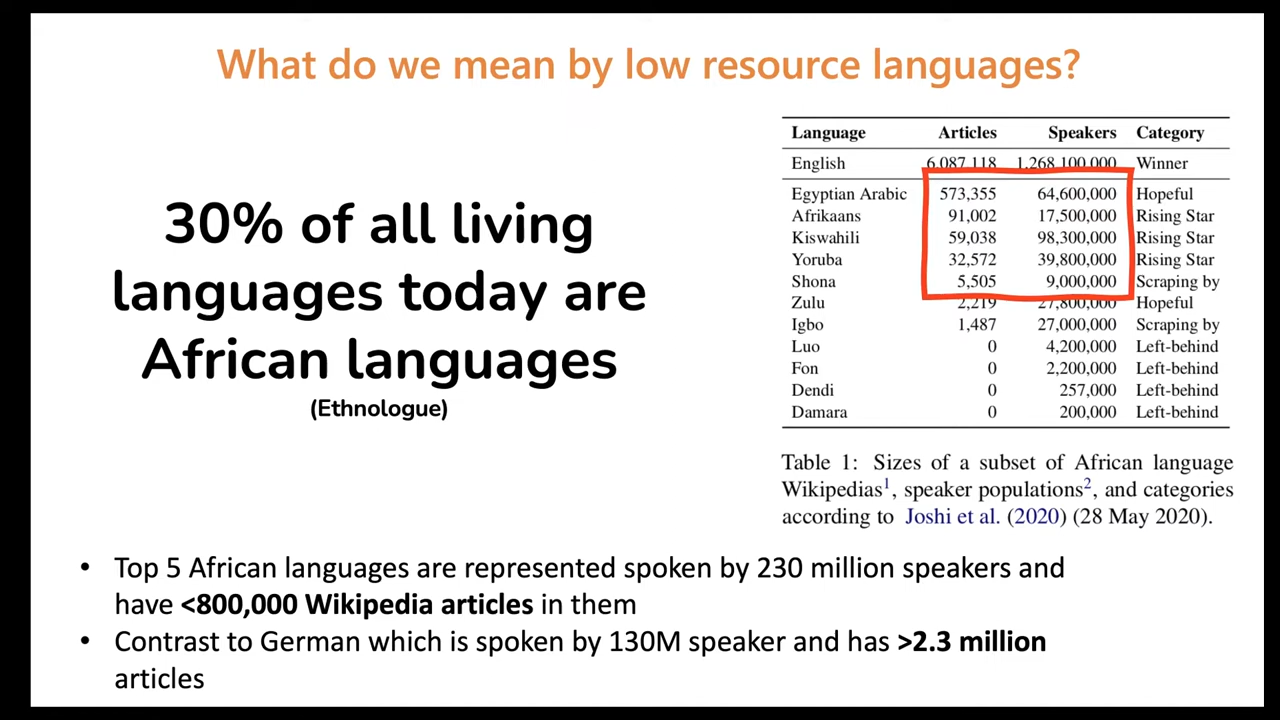 What do we mean by low resource languages?
30% of all living
languages today are
African languages
(Ethnologue)
Language Articles Speakers Category
English 6,087,118 1,268,100,000 Winner
Egyptian Arabic 573,355 64,600,000 Hopeful
Afrikaans 91,002 17,500,000 Rising Star
Kiswahili 59,038 98,300,000 Rising Star
Yoruba 32,572 39,800,000 Rising Star
Shona 5,505 9,000,000 Scraping by
Zulu 2,219 27,800,000 Hopeful
Igbo 1,487 27,000,000 Scraping by
Luo 0 4,200,000 Left-behind
Fon 0 2,200,000 Left-behind
Dendi 0 257,000 Left-behind
Damara 0 200,000 Left-behind
Table 1: Sizes of a subset of African language
Wikipedias1, speaker populations2, and categories
according to Joshi et al. (2020) (28 May 2020).
• Top 5 African languages are represented spoken by 230 million speakers and
have <800,000 Wikipedia articles in them
• Contrast to German which is spoken by 130M speaker and has >2.3 million
articles